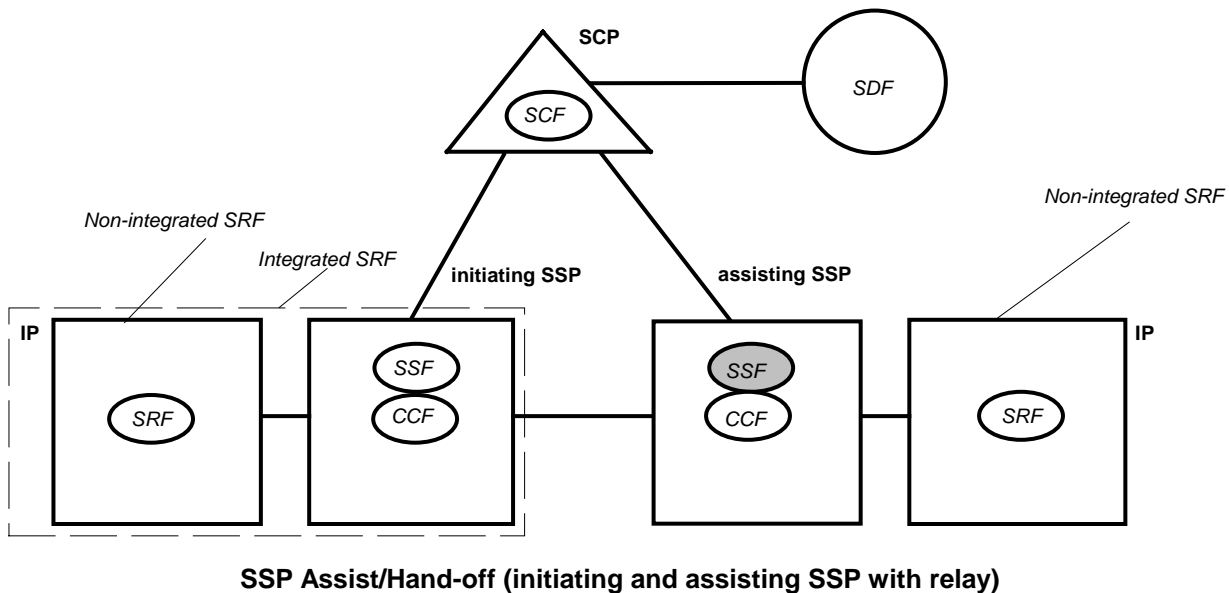 SCP
SDF
SCF
Non-integrated SRF
Non-integrated SRF
Integrated SRF
initiating SSP
assisting SSP
IP
IP
SSF
SSF
SRF
CCF
CCF
SRF
SSP Assist/Hand-off (initiating and assisting SSP with relay)